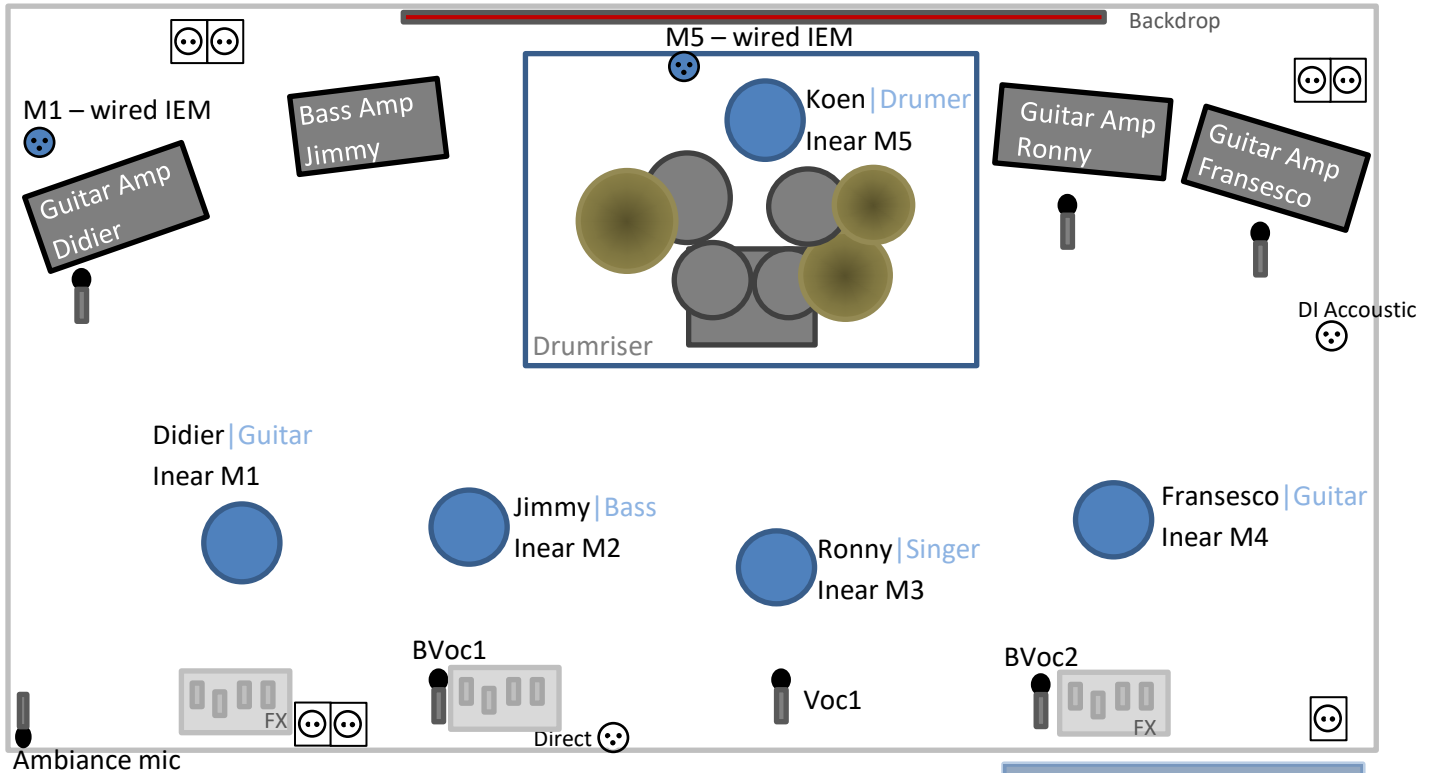 Backdrop
M5 – wired IEM
M1 – wired IEM
Bass Amp
Jimmy
Koen|Drumer
Inear M5
Guitar Amp
Ronny
Guitar Amp
Fransesco
Guitar Amp
Didier
DI Accoustic
Drumriser
Didier|Guitar
Inear M1
Jimmy|Bass
Inear M2
Ronny|Singer
Inear M3
Fransesco|Guitar
Inear M4
BVoc1
BVoc2
Voc1
FX
FX
Direct
Ambiance mic